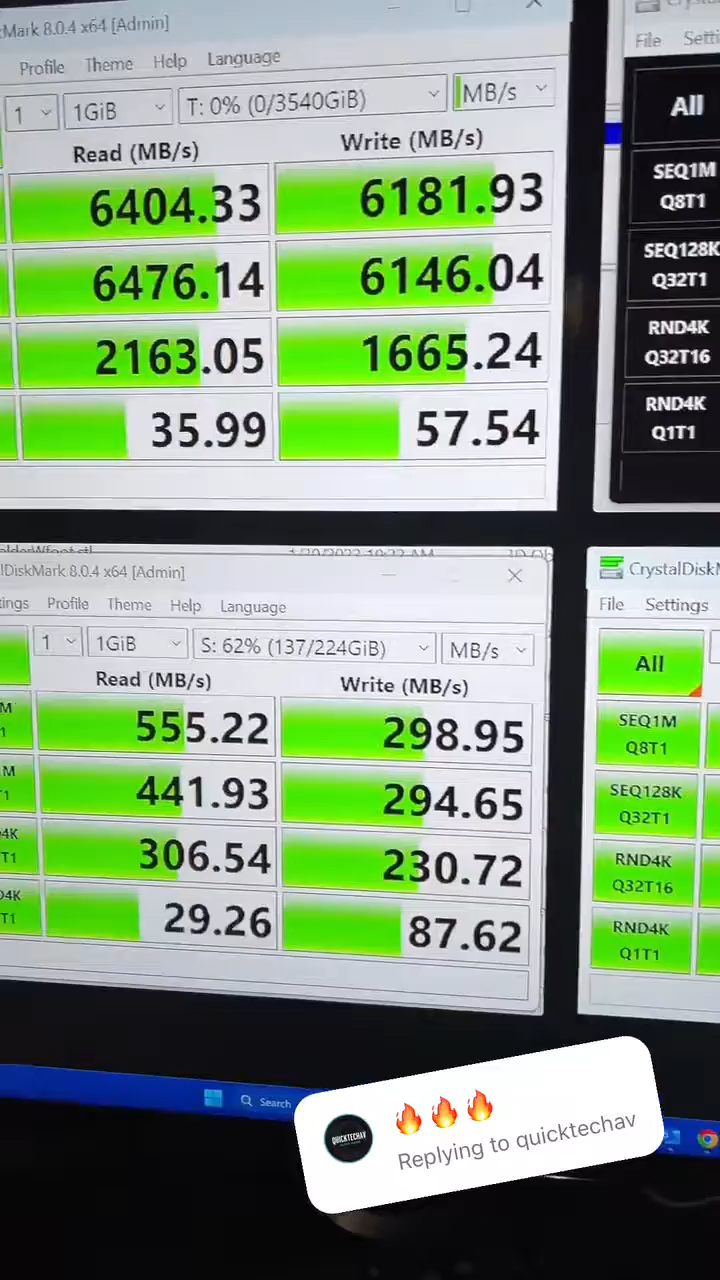 Mark 8.0.4 x64 [Admin]
Profile Theme Help Language
1 1GiB T: 0% (0/3540GiB) MB/s
Read (MB/s) Write (MB/s)
6404.33 6181.93
6476.14 6146.04
2163.05 1665.24
35.99 57.54
File Setti
All
SEQ1M
Q8T1
SEQ128K
Q32T1
RND4K
Q32T16
RND4K
Q1T1
lDiskMark 8.0.4 x64 [Admin]
tings Profile Theme Help Language
1 1GiB S: 62% (137/224GiB) MB/s
Read (MB/s) Write (MB/s)
555.22 298.95
441.93 294.65
306.54 230.72
29.26 87.62
CrystalDiskM
File Settings
All
SEQ1M
Q8T1
SEQ128K
Q32T1
RND4K
Q32T16
RND4K
Q1T1
Search
QUICKTECHAV
🔥🔥🔥
Replying to quicktechav